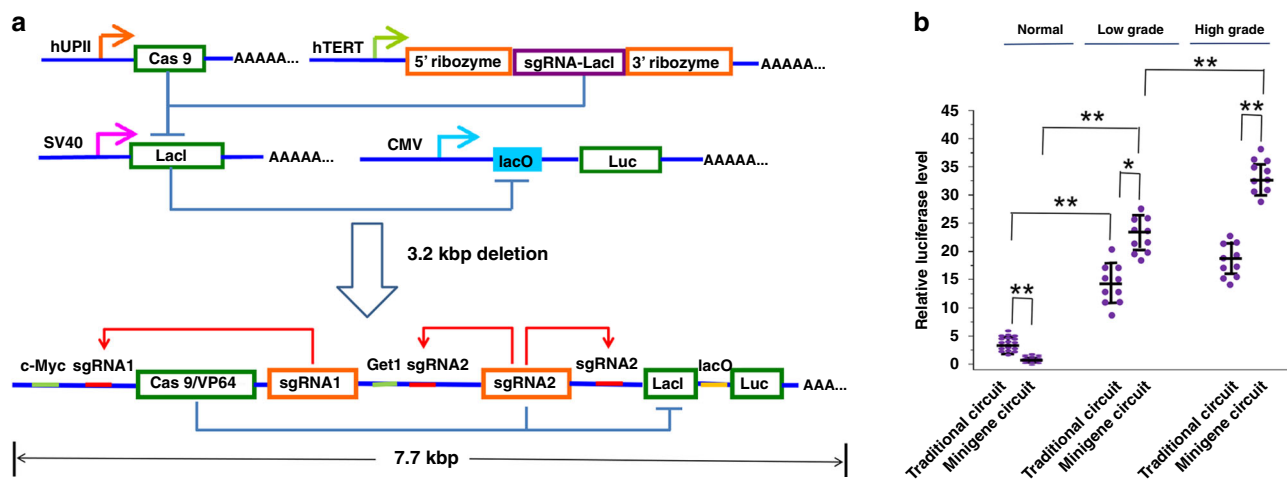 a
hUPII
Cas 9
AAAAA...
hTERT
5' ribozyme
sgRNA-LacI
3' ribozyme
AAAAA...
SV40
LacI
AAAAA...
CMV
lacO
Luc
AAAAA...
3.2 kbp deletion
c-Myc sgRNA1
Cas 9/VP64
sgRNA1
Get1 sgRNA2
sgRNA2
sgRNA2
LacI
lacO
Luc
AAA...
7.7 kbp
b
Normal
Low grade
High grade
Relative luciferase level
45
40
35
30
25
20
15
10
5
0
**
**
**
**
*
**
**
Traditional circuit
Minigene circuit
Traditional circuit
Minigene circuit
Traditional circuit
Minigene circuit